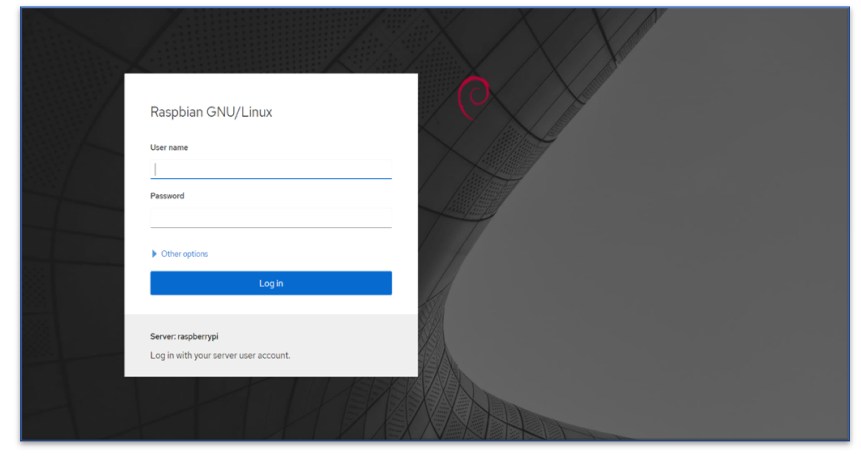 Raspbian GNU/Linux
User name
Password
Other options
Log in
Server: raspberrypi
Log in with your server user account.